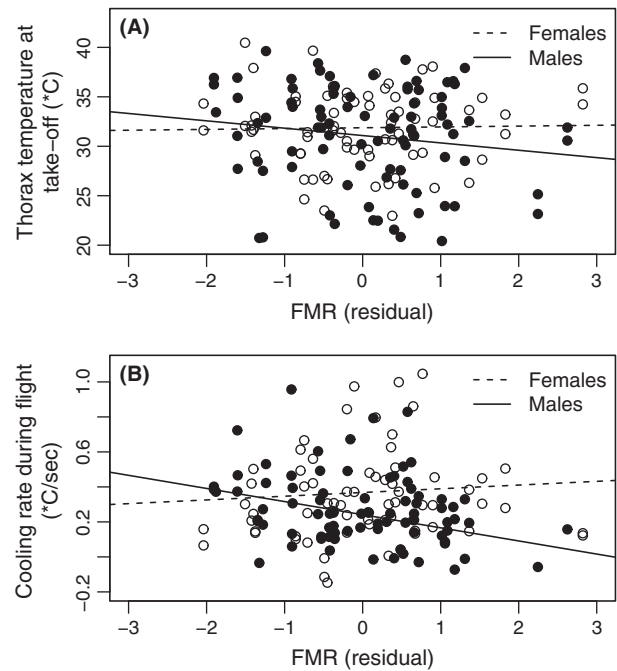 (A)
Females
Males
Thorax temperature at
take–off (*C)
40
35
30
25
20
−3 −2 −1 0 1 2 3
FMR (residual)
(B)
Females
Males
Cooling rate during flight
(*C/sec)
1.0
0.6
0.2
−0.2
−3 −2 −1 0 1 2 3
FMR (residual)